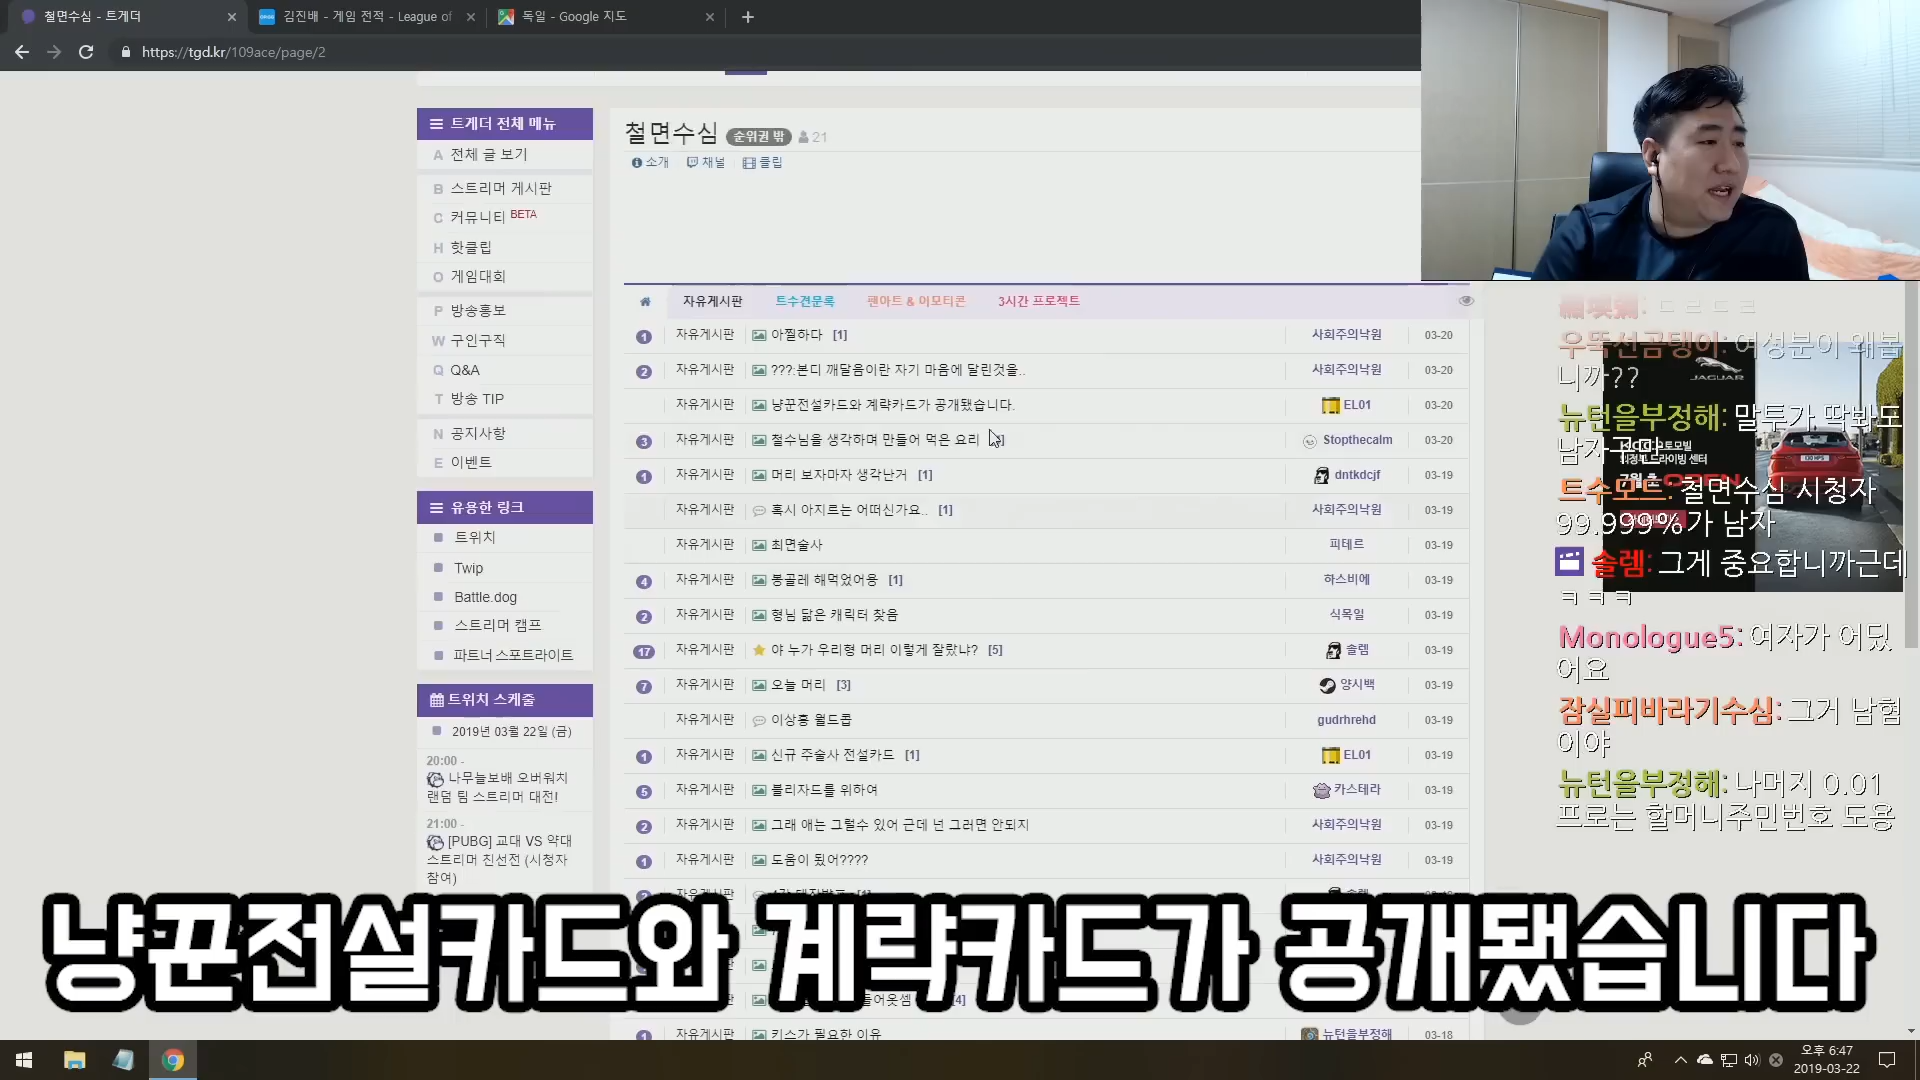 철면수심 - 트게더
김진배 - 게임 전적 - League of
독일 - Google 지도
https://tgd.kr/109ace/page/2
트게더 전체 메뉴
A 전체 글 보기
B 스트리머 게시판
C 커뮤니티 BETA
H 핫클립
O 게임대회
P 방송홍보
W 구인구직
Q Q&A
T 방송 TIP
N 공지사항
E 이벤트
유용한 링크
트위치
Twip
Battle.dog
스트리머 캠프
파트너 스포트라이트
트위치 스케줄
2019년 03월 22일 (금)
20:00 -
나무늘보배 오버워치
랜덤 팀 스트리머 대전!
21:00 -
[PUBG] 교대 VS 약대
스트리머 친선전 (시청자
참여)
철면수심 순위권 밖 21
소개 채널 클립
자유게시판 트수견문록 팬아트 & 이모티콘 3시간 프로젝트
1 자유게시판 아찔하다 [1] 사회주의낙원 03-20
2 자유게시판 ???:본디 깨달음이란 자기 마음에 달린것을.. 사회주의낙원 03-20
자유게시판 냥꾼전설카드와 계략카드가 공개됐습니다. EL01 03-20
3 자유게시판 철수님을 생각하며 만들어 먹은 요리 Stopthecalm 03-20
1 자유게시판 머리 보자마자 생각난거 [1] dntkdcjf 03-19
자유게시판 혹시 아지르는 어떠신가요.. [1] 사회주의낙원 03-19
자유게시판 최면술사 피테르 03-19
4 자유게시판 봉골레 해먹었어용 [1] 하스비에 03-19
2 자유게시판 형님 닮은 캐릭터 찾음 식목일 03-19
17 자유게시판 야 누가 우리형 머리 이렇게 잘랐냐? [5] 솔렘 03-19
7 자유게시판 오늘 머리 [3] 양시백 03-19
자유게시판 이상홍 월드콥 gudrhrehd 03-19
1 자유게시판 신규 주술사 전설카드 [1] EL01 03-19
5 자유게시판 블리자드를 위하여 카스테라 03-19
2 자유게시판 그래 애는 그럴수 있어 근데 넌 그러면 안되지 사회주의낙원 03-19
1 자유게시판 도움이 됬어???? 사회주의낙원 03-19
[4]
1 자유게시판 키스가 필요한 이유 뉴턴을부정해 03-18
ㄷㄹㄷㅋ
우뚝선곰탱이: 여성분이 왜봅
니까??
뉴턴을부정해: 말투가 딱봐도
남자구만
트수모드: 철면수심 시청자
99.999%가 남자
솔렘: 그게 중요합니까근데
ㅋㅋㅋ
Monologue5: 여자가 어딨
어요
잠실피바라기수심: 그거 남혐
이야
뉴턴을부정해: 나머지 0.01
프로는 할머니주민번호 도용
JAGUAR
OPEN
냥꾼전설카드와 계략카드가 공개됐습니다
오후 6:47
2019-03-22